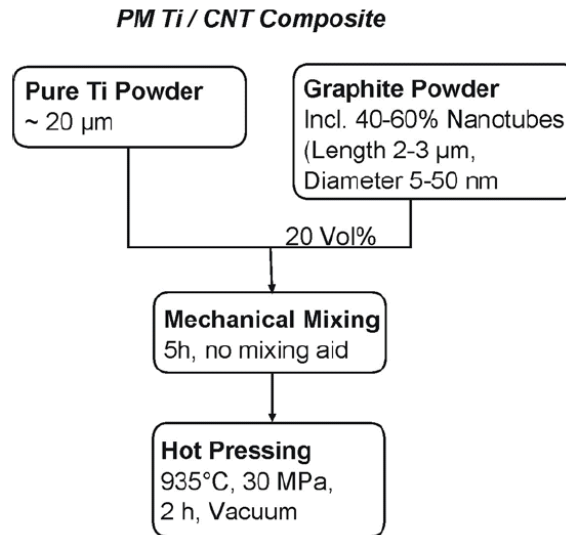 PM Ti / CNT Composite
Pure Ti Powder
~ 20 µm
Graphite Powder
Incl. 40-60% Nanotubes
(Length 2-3 µm,
Diameter 5-50 nm
20 Vol%
Mechanical Mixing
5h, no mixing aid
Hot Pressing
935°C, 30 MPa,
2 h, Vacuum